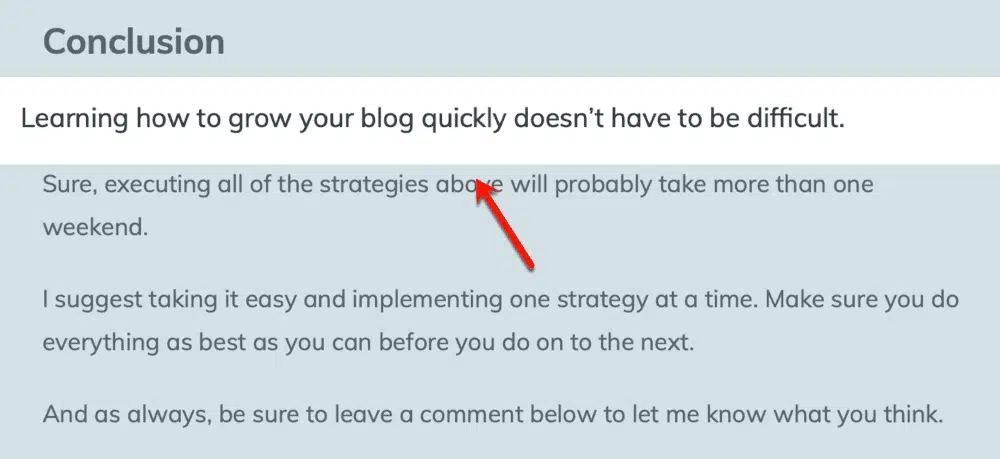 Conclusion
Learning how to grow your blog quickly doesn’t have to be difficult.
Sure, executing all of the strategies above will probably take more than one
weekend.
I suggest taking it easy and implementing one strategy at a time. Make sure you do
everything as best as you can before you do on to the next.
And as always, be sure to leave a comment below to let me know what you think.